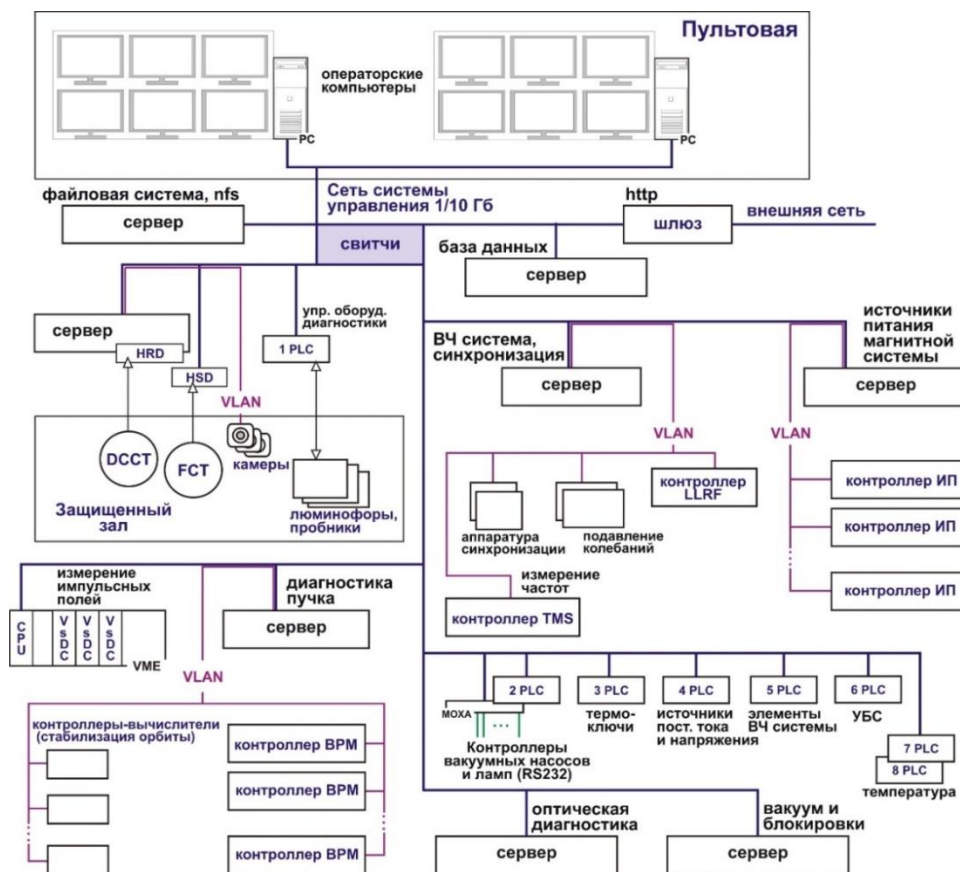 Пультовая
операторские
компьютеры
PC
PC
файловая система, nfs
сервер
Сеть системы
управления 1/10 Гб
http
шлюз
внешняя сеть
свитчи
база данных
сервер
сервер
HRD
HSD
VLAN
упр. оборуд.
диагностики
1 PLC
ВЧ система,
синхронизация
сервер
источники
питания
магнитной
системы
сервер
DCCT
FCT
камеры
люминофоры,
пробники
Защищенный
зал
VLAN
VLAN
аппаратура
синхронизации
подавление
колебаний
контроллер
LLRF
контроллер ИП
контроллер ИП
контроллер ИП
измерение
частот
контроллер TMS
измерение
импульсных
полей
CPU
VsDC
VsDC
VsDC
VME
VLAN
диагностика
пучка
сервер
2 PLC
MOXA
Контроллеры
вакуумных насосов
и ламп (RS232)
3 PLC
термо-
ключи
4 PLC
источники
пост. тока
и напряжения
5 PLC
элементы
ВЧ системы
6 PLC
УБС
7 PLC
8 PLC
температура
контроллеры-вычислители
(стабилизация орбиты)
контроллер BPM
контроллер BPM
контроллер BPM
оптическая
диагностика
сервер
вакуум и
блокировки
сервер